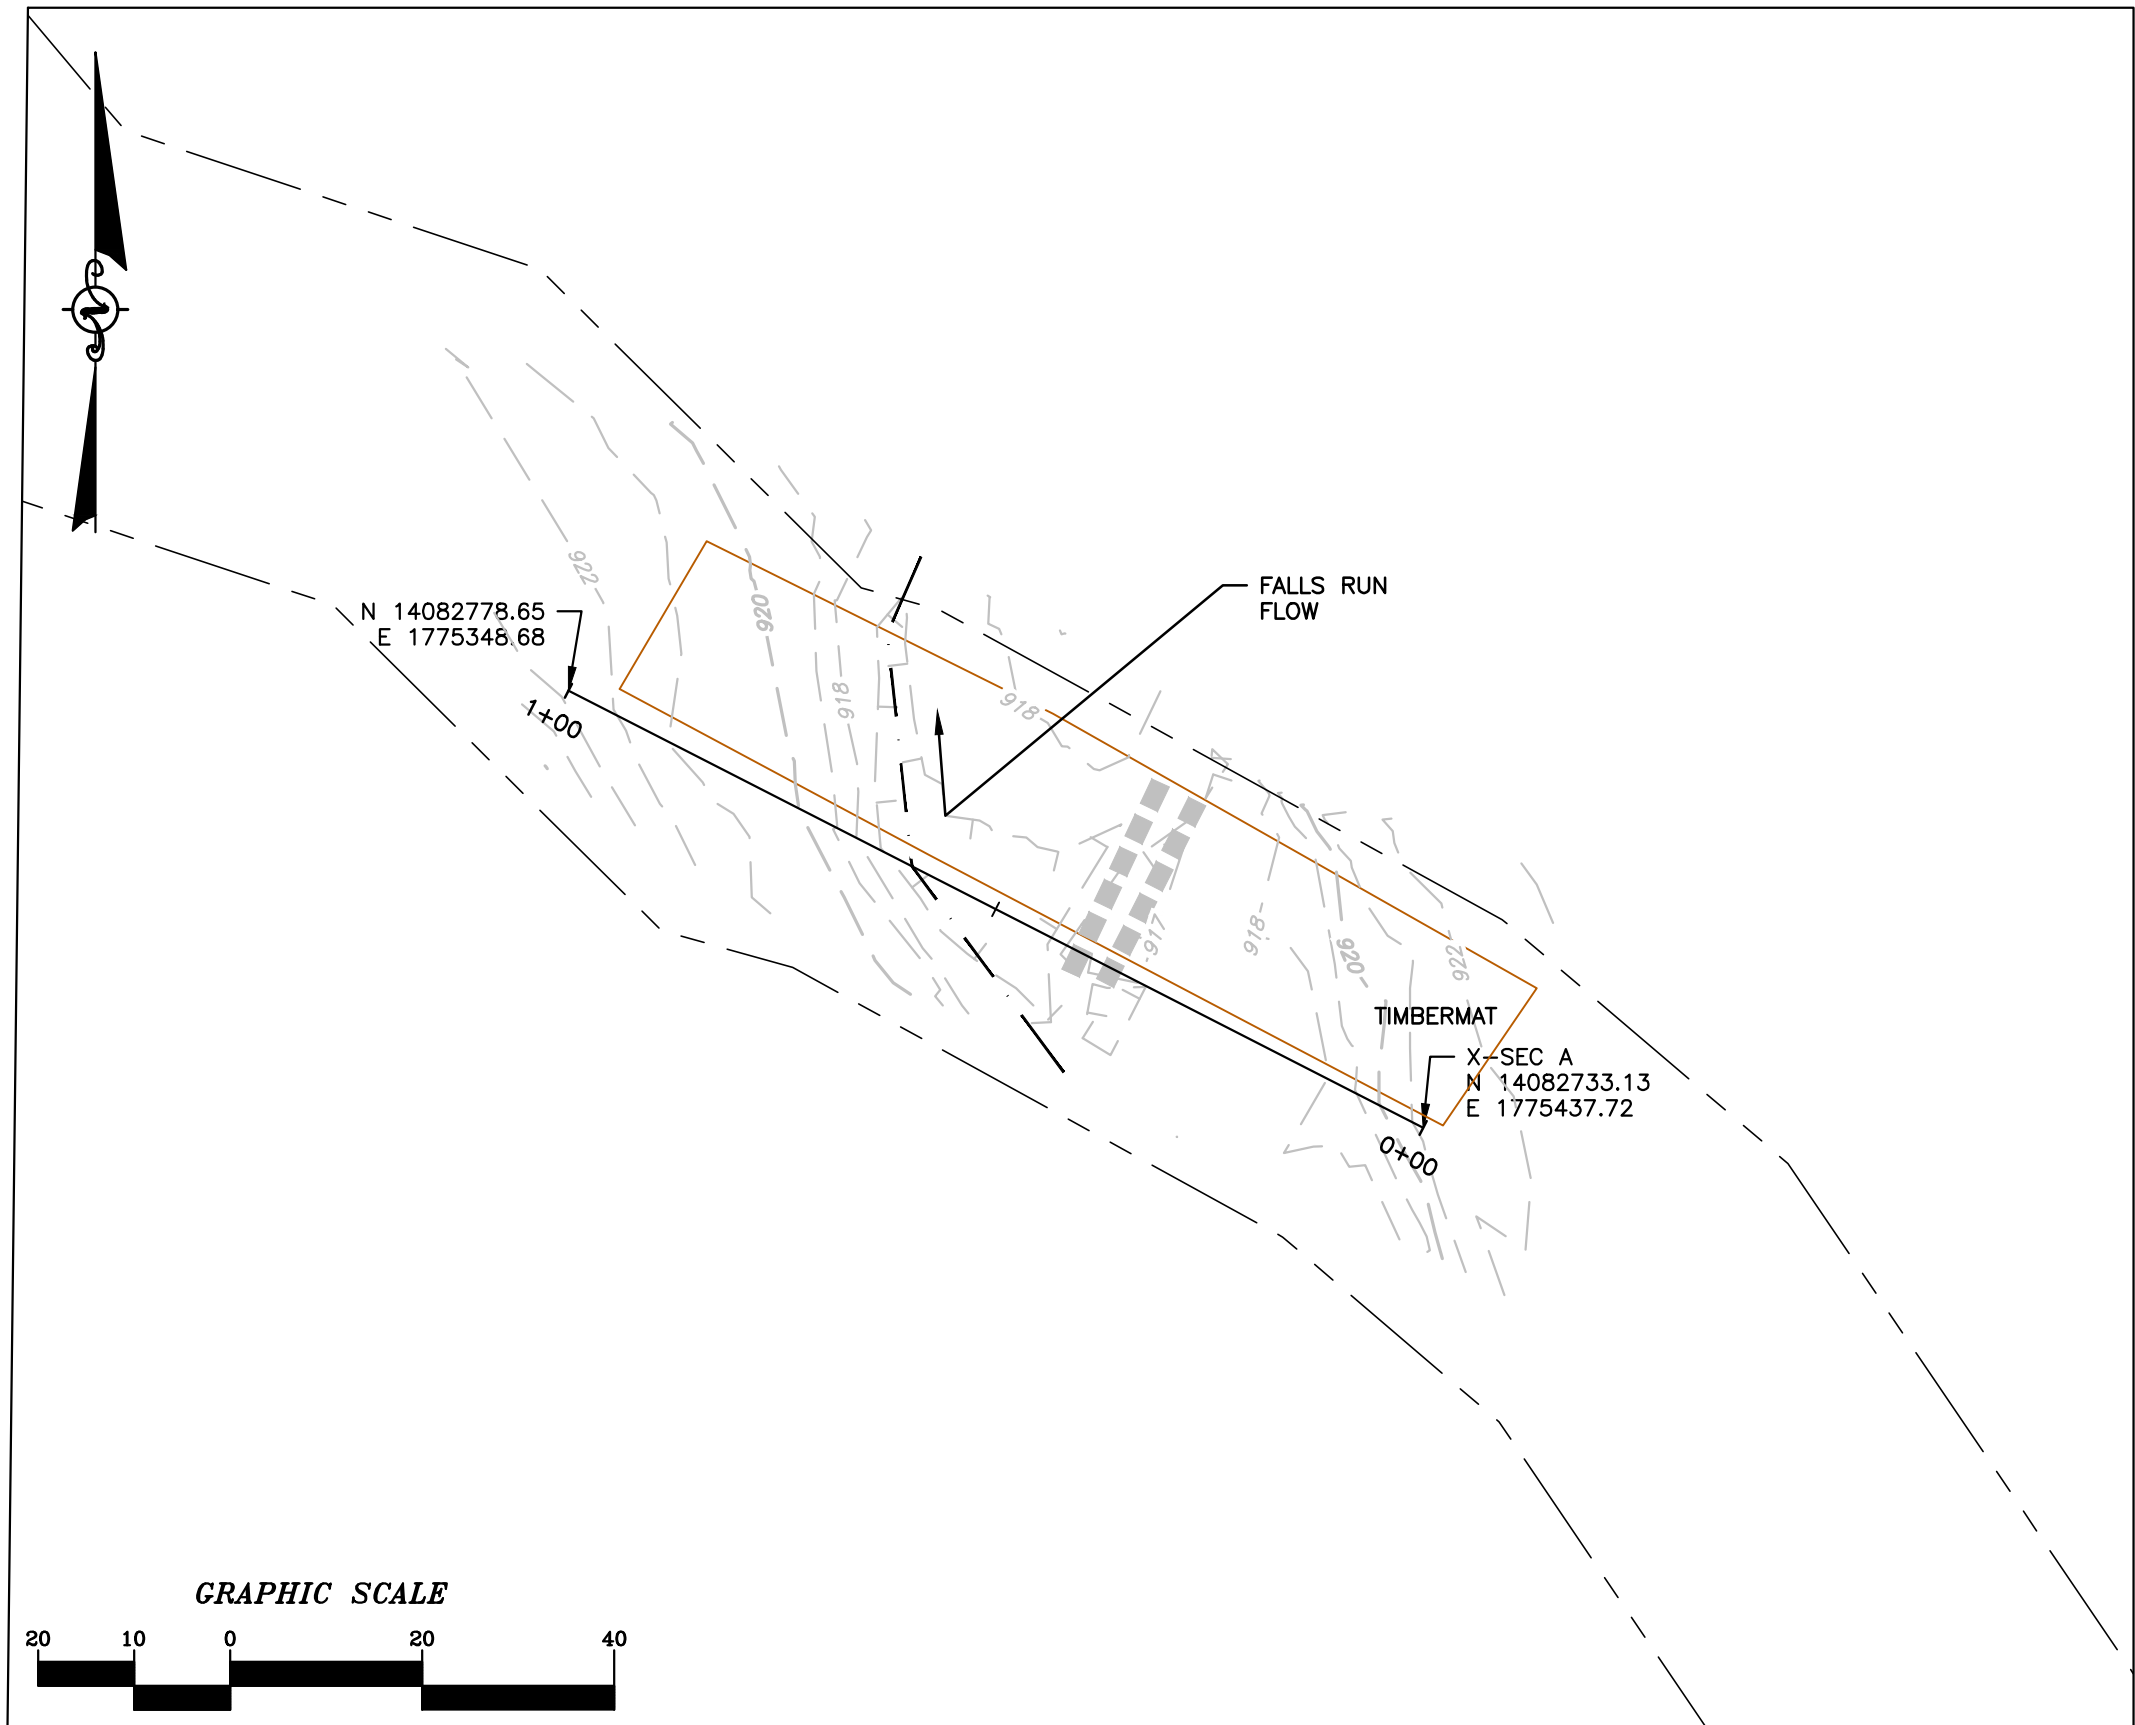 922
920
N 14082778.65
E 1775348.68
1+00
918
918
FALLS RUN
FLOW
917
918
920
922
TIMBERMAT
X-SEC A
N 14082733.13
E 1775437.72
0+00
N
GRAPHIC SCALE
20 10 0 20 40